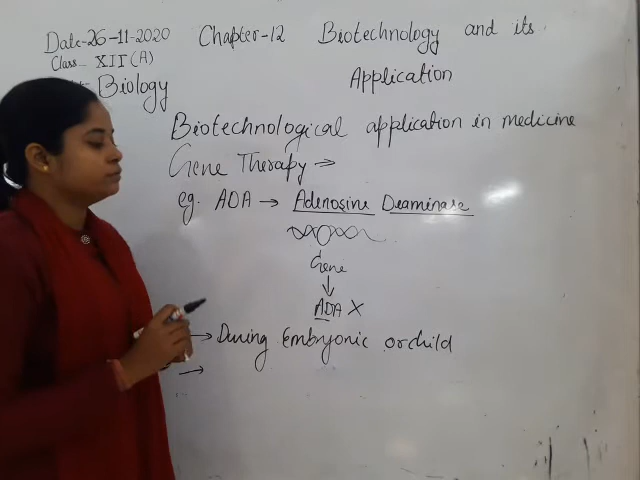 Date-26-11-2020 Chapter-12 Biotechnology and its
Class- XII(A) Application
Biology
Biotechnological application in medicine
Gene Therapy →
eg. ADA → Adenosine Deaminase
Gene
↓
ADA X
→ During Embryonic or child
→